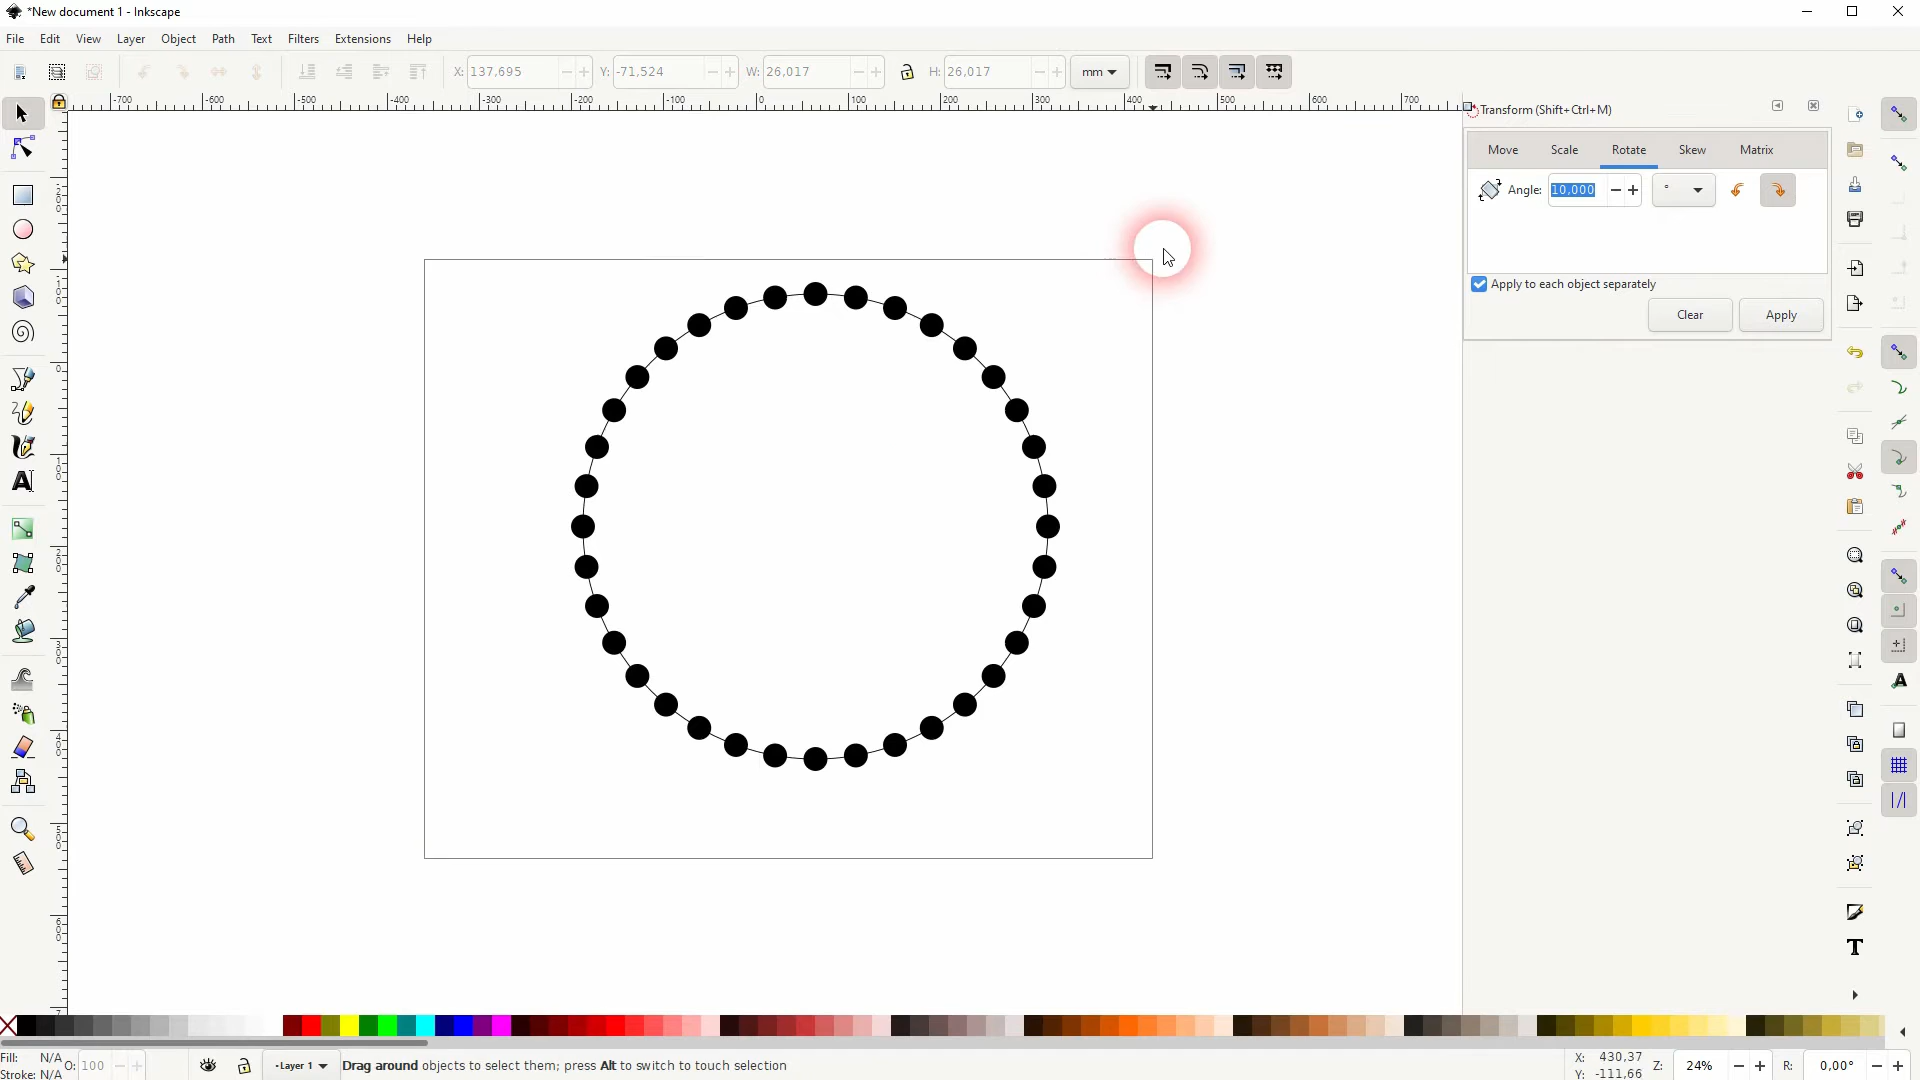 *New document 1 - Inkscape
File Edit View Layer Path Object Text Filters Extensions Help
X: 137,695 Y: -71,524 W: 26,017 H: 26,017 mm
-700 -600 -500 -400 -300 -200 -100 0 100 200 300 400 500 600 700
Transform (Shift+Ctrl+M)
Move Scale Rotate Skew Matrix
Angle: 10,000 °
Apply to each object separately
Clear Apply
Fill: N/A O: 100 Layer 1 Drag around objects to select them; press Alt to switch to touch selection X: 430,37 Z: 24% R: 0,00°
Stroke: N/A Y: -111,66